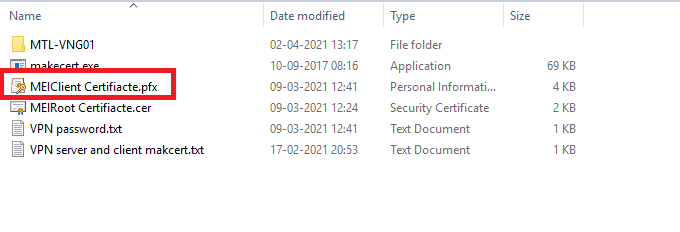 Name Date modified Type Size
MTL-VNG01 02-04-2021 13:17 File folder
makecert.exe 10-09-2017 08:16 Application 69 KB
MEIClient Certifiacte.pfx 09-03-2021 12:41 Personal Informati... 4 KB
MEIRoot Certifiacte.cer 09-03-2021 12:24 Security Certificate 2 KB
VPN password.txt 09-03-2021 12:41 Text Document 1 KB
VPN server and client makcert.txt 17-02-2021 20:53 Text Document 1 KB